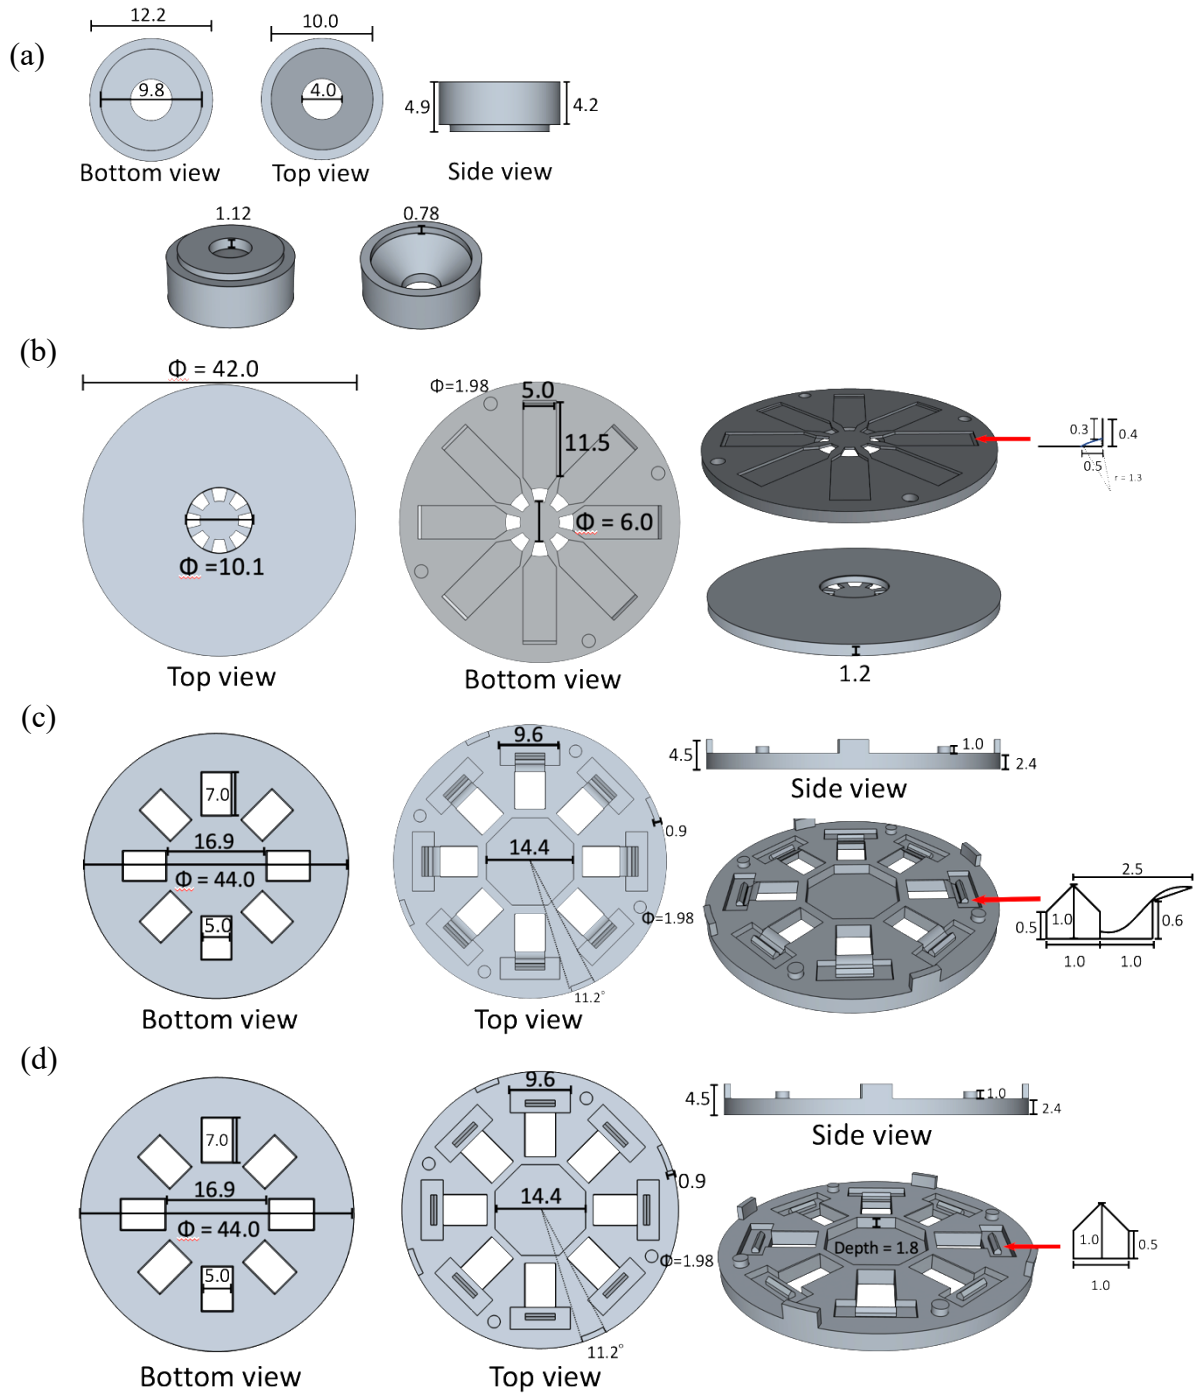 (a)
12.2
10.0
9.8
4.0
4.9
4.2
Bottom view
Top view
Side view
1.12
0.78
(b)
Φ = 42.0
Φ =10.1
Top view
Φ=1.98
5.0
11.5
Φ = 6.0
Bottom view
0.3
0.4
0.5
r = 1.3
1.2
(c)
7.0
16.9
Φ = 44.0
5.0
Bottom view
9.6
0.9
14.4
Φ=1.98
11.2°
Top view
4.5
1.0
2.4
Side view
2.5
0.5
1.0
0.6
1.0
1.0
(d)
7.0
16.9
Φ = 44.0
5.0
Bottom view
9.6
0.9
14.4
Φ=1.98
11.2°
Top view
4.5
1.0
2.4
Side view
Depth = 1.8
1.0
0.5
1.0